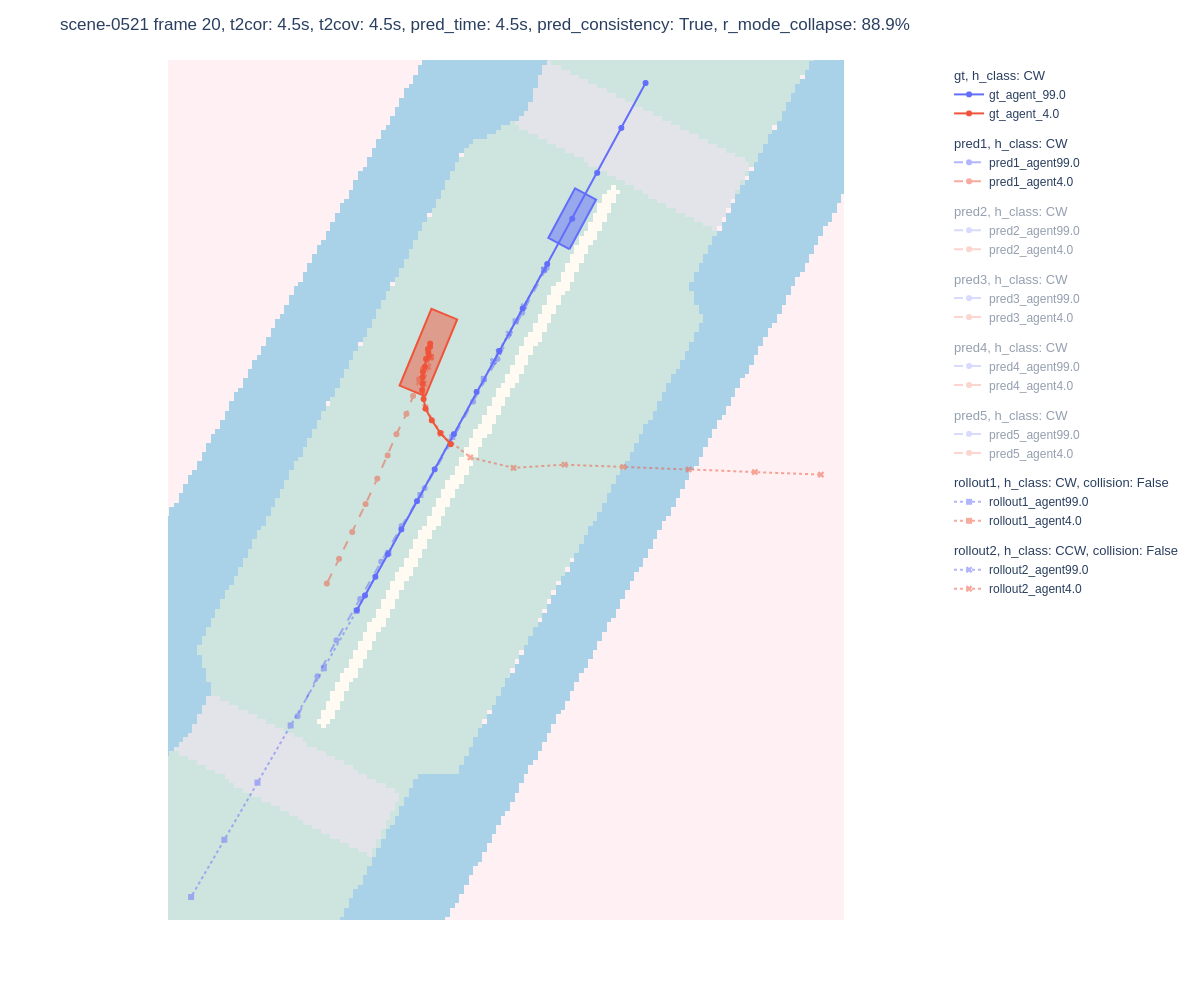 scene-0521 frame 20, t2cor: 4.5s, t2cov: 4.5s, pred_time: 4.5s, pred_consistency: True, r_mode_collapse: 88.9%
gt, h_class: CW
gt_agent_99.0
gt_agent_4.0
pred1, h_class: CW
pred1_agent99.0
pred1_agent4.0
pred2, h_class: CW
pred2_agent99.0
pred2_agent4.0
pred3, h_class: CW
pred3_agent99.0
pred3_agent4.0
pred4, h_class: CW
pred4_agent99.0
pred4_agent4.0
pred5, h_class: CW
pred5_agent99.0
pred5_agent4.0
rollout1, h_class: CW, collision: False
rollout1_agent99.0
rollout1_agent4.0
rollout2, h_class: CCW, collision: False
rollout2_agent99.0
rollout2_agent4.0